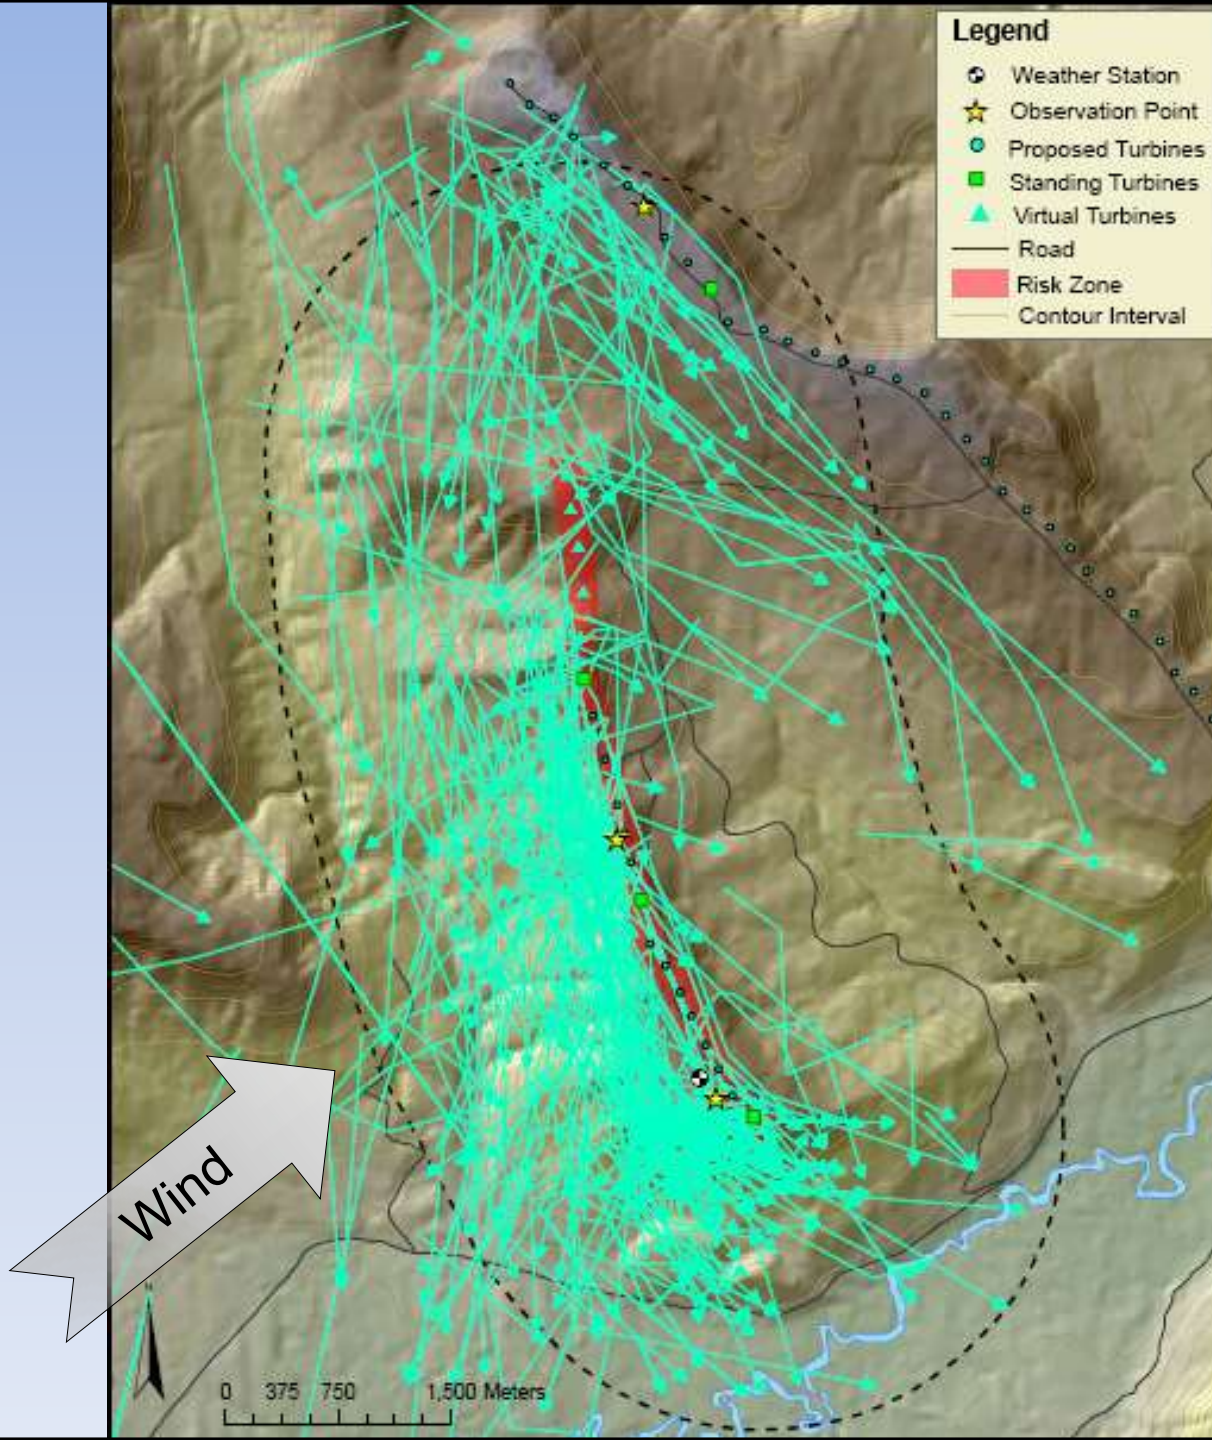 Legend
Weather Station
Observation Point
Proposed Turbines
Standing Turbines
Virtual Turbines
Road
Risk Zone
Contour Interval
Wind
N
0 375 750 1,500 Meters